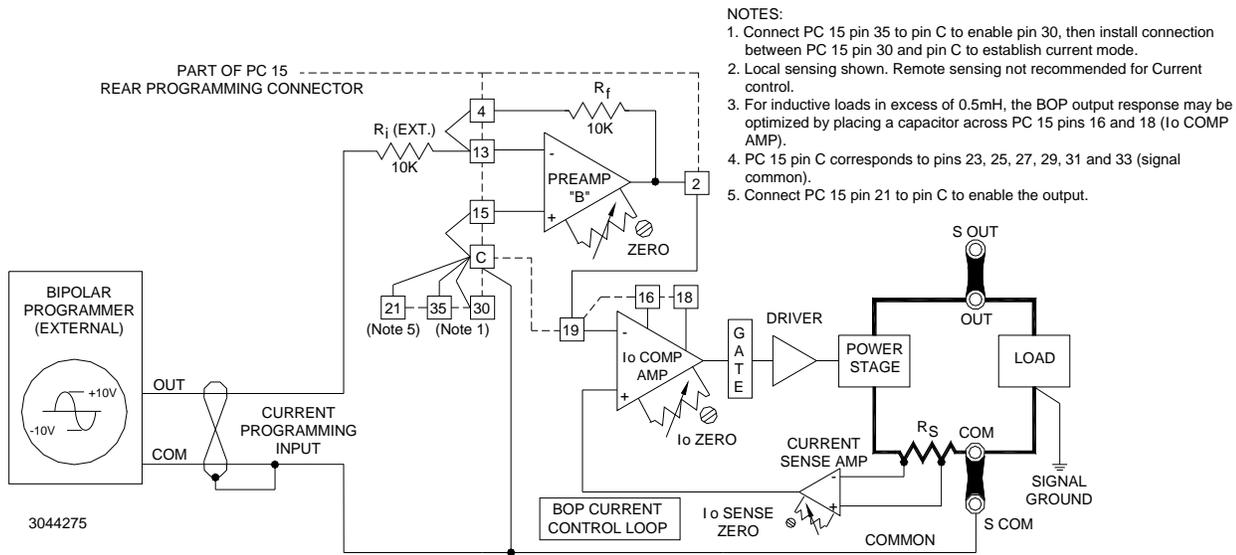 NOTES:
1. Connect PC 15 pin 35 to pin C to enable pin 30, then install connection
between PC 15 pin 30 and pin C to establish current mode.
2. Local sensing shown. Remote sensing not recommended for Current
control.
3. For inductive loads in excess of 0.5mH, the BOP output response may be
optimized by placing a capacitor across PC 15 pins 16 and 18 (Io COMP
AMP).
4. PC 15 pin C corresponds to pins 23, 25, 27, 29, 31 and 33 (signal
common).
5. Connect PC 15 pin 21 to pin C to enable the output.
PART OF PC 15
REAR PROGRAMMING CONNECTOR
4
Rf
10K
Ri (EXT.)
10K
13
-
PREAMP
"B"
+
2
15
ZERO
C
21
35
30
(Note 5)
(Note 1)
BIPOLAR
PROGRAMMER
(EXTERNAL)
+10V
-10V
OUT
COM
CURRENT
PROGRAMMING
INPUT
16
18
19
-
Io COMP
AMP
+
Io ZERO
GATE
DRIVER
POWER
STAGE
S OUT
OUT
LOAD
RS
COM
CURRENT
SENSE AMP
-
+
SIGNAL
GROUND
S COM
BOP CURRENT
CONTROL LOOP
Io SENSE
ZERO
COMMON
3044275